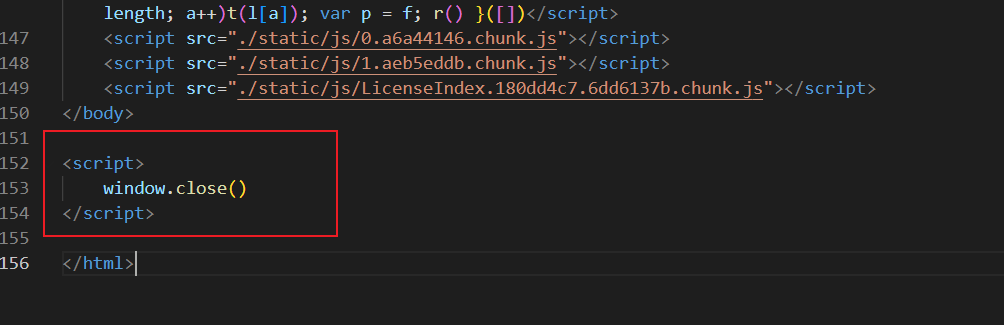 length; a++)t(l[a]); var p = f; r() }([])</script>
147 <script src="./static/js/0.a6a44146.chunk.js"></script>
148 <script src="./static/js/1.aeb5eddb.chunk.js"></script>
149 <script src="./static/js/LicenseIndex.180dd4c7.6dd6137b.chunk.js"></script>
150 </body>
151
152 <script>
153 window.close()
154 </script>
155
156 </html>